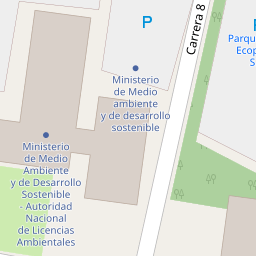 P
Carrera 8
P
Parqu
Ecop
S
Ministerio
de Medio
ambiente
y de desarrollo
sostenible
Ministerio
de Medio
Ambiente
y de Desarrollo
Sostenible
- Autoridad
Nacional
de Licencias
Ambientales